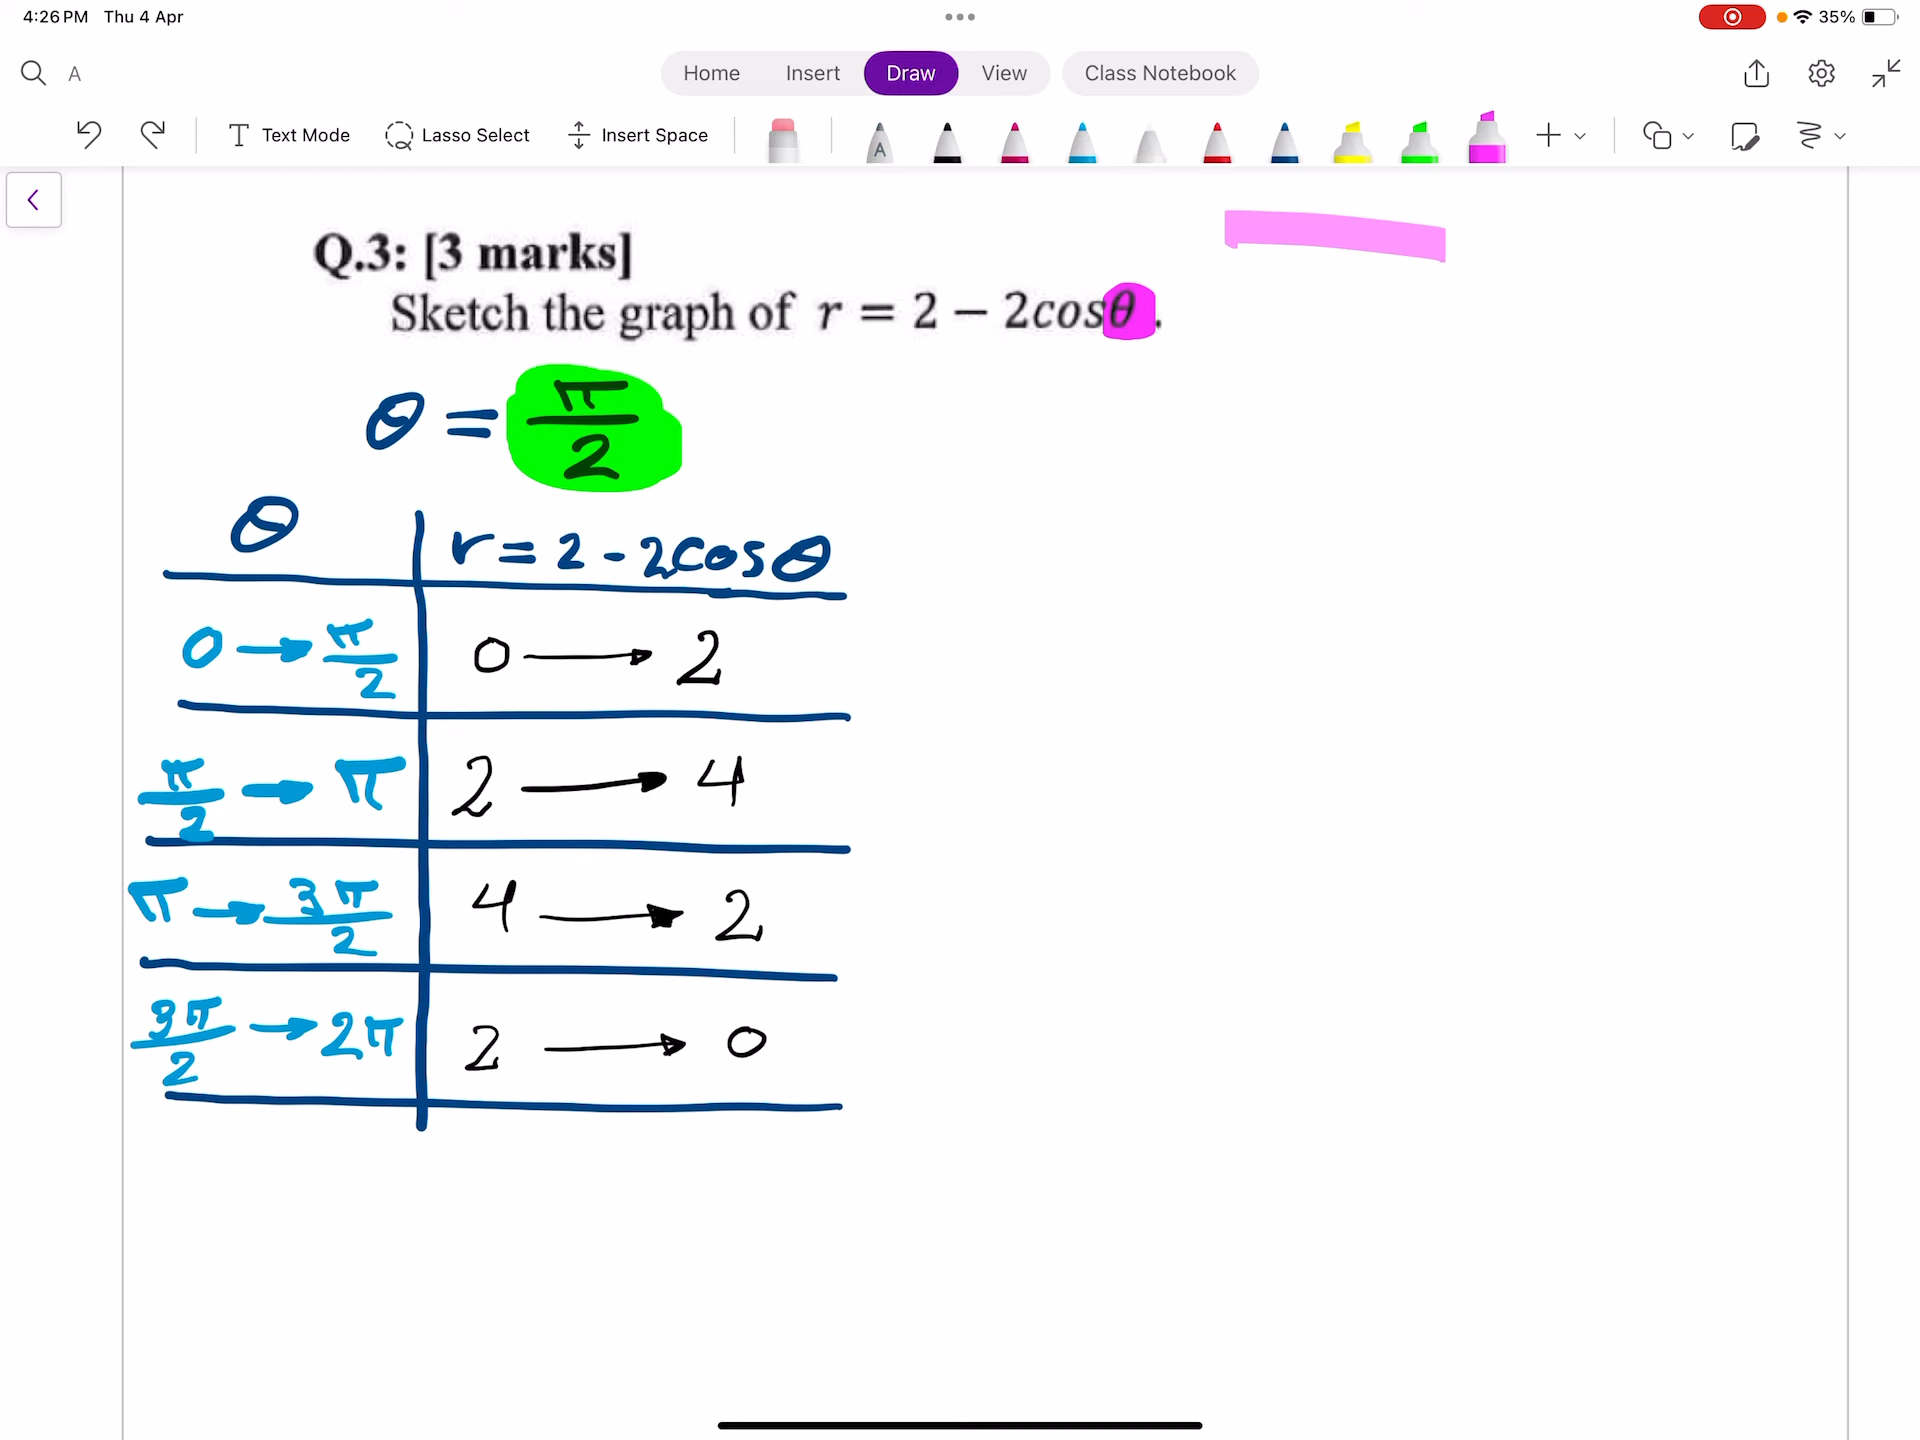 4:26 PM Thu 4 Apr
35%
A
Home Insert Draw View Class Notebook
Text Mode Lasso Select Insert Space
A
Q.3: [3 marks]
Sketch the graph of r = 2 − 2cosθ .
θ = π/2
θ r = 2 - 2cosθ
0 → π/2 0 → 2
π/2 → π 2 → 4
π → 3π/2 4 → 2
3π/2 → 2π 2 → 0